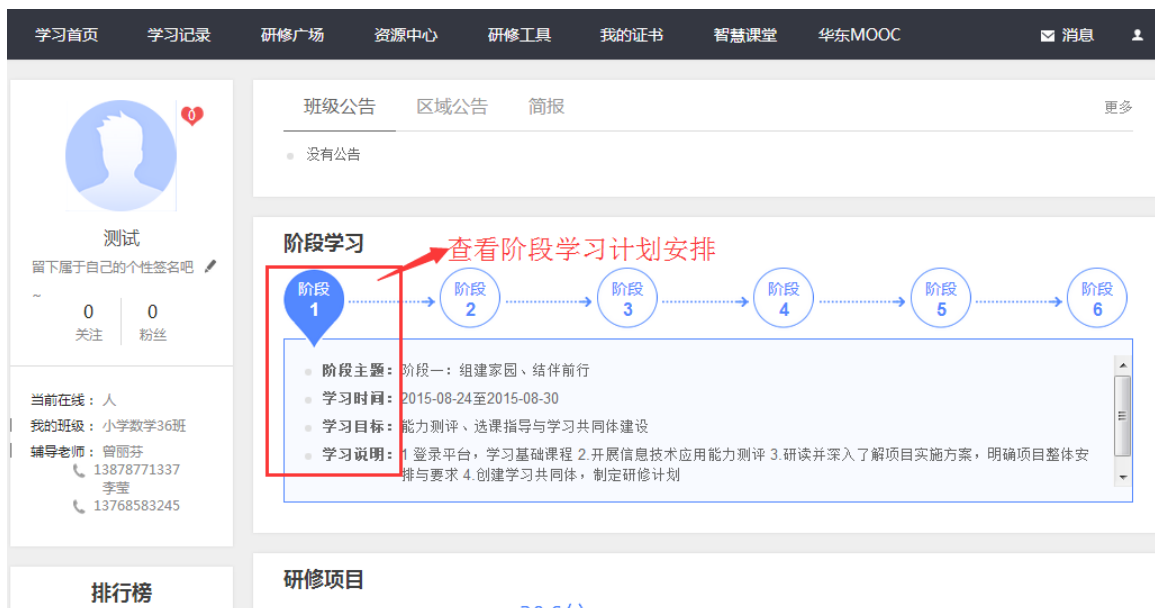 学习首页 学习记录 研修广场 资源中心 研修工具 我的证书 智慧课堂 华东MOOC 消息
0
测试
留下属于自己的个性签名吧
~
0 0
关注 粉丝
当前在线：人
我的班级：小学数学36班
辅导老师：曾丽芬
13878771337
李莹
13768583245
排行榜
班级公告 区域公告 简报 更多
没有公告
阶段学习
查看阶段学习计划安排
阶段 阶段 阶段 阶段 阶段 阶段
1 2 3 4 5 6
阶段主题：阶段一：组建家园、结伴前行
学习时间：2015-08-24至2015-08-30
学习目标：能力测评、选课指导与学习共同体建设
学习说明：1 登录平台，学习基础课程 2.开展信息技术应用能力测评 3.研读并深入了解项目实施方案，明确项目整体安
排与要求 4.创建学习共同体，制定研修计划
研修项目